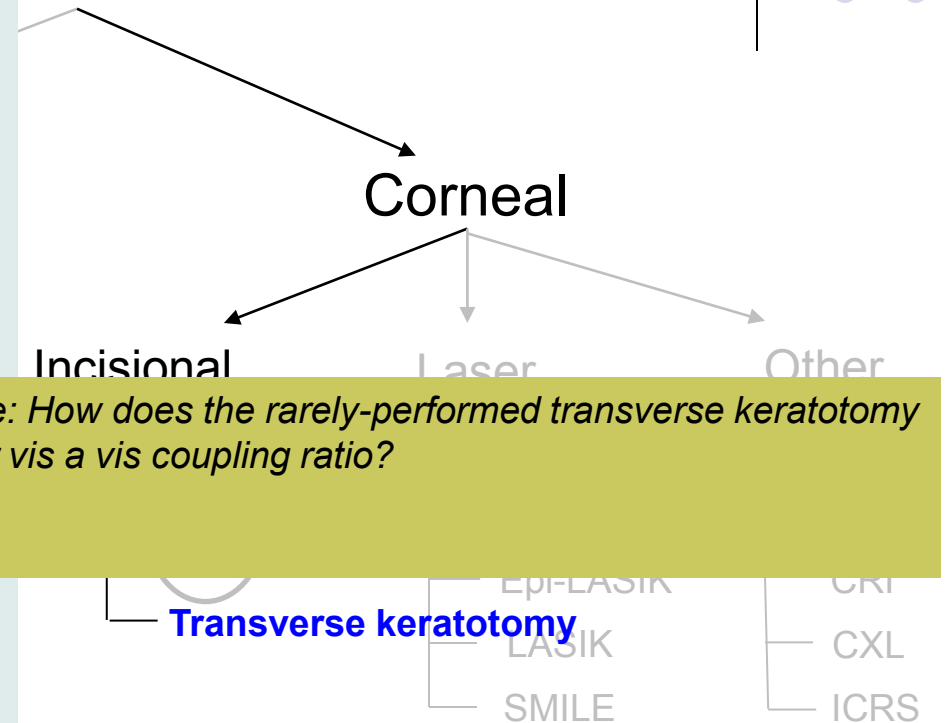 Corneal
Incisional
Laser
Other
e: How does the rarely-performed transverse keratotomy
vis a vis coupling ratio?
Epi-LASIK
CRI
Transverse keratotomy
LASIK
CXL
SMILE
ICRS